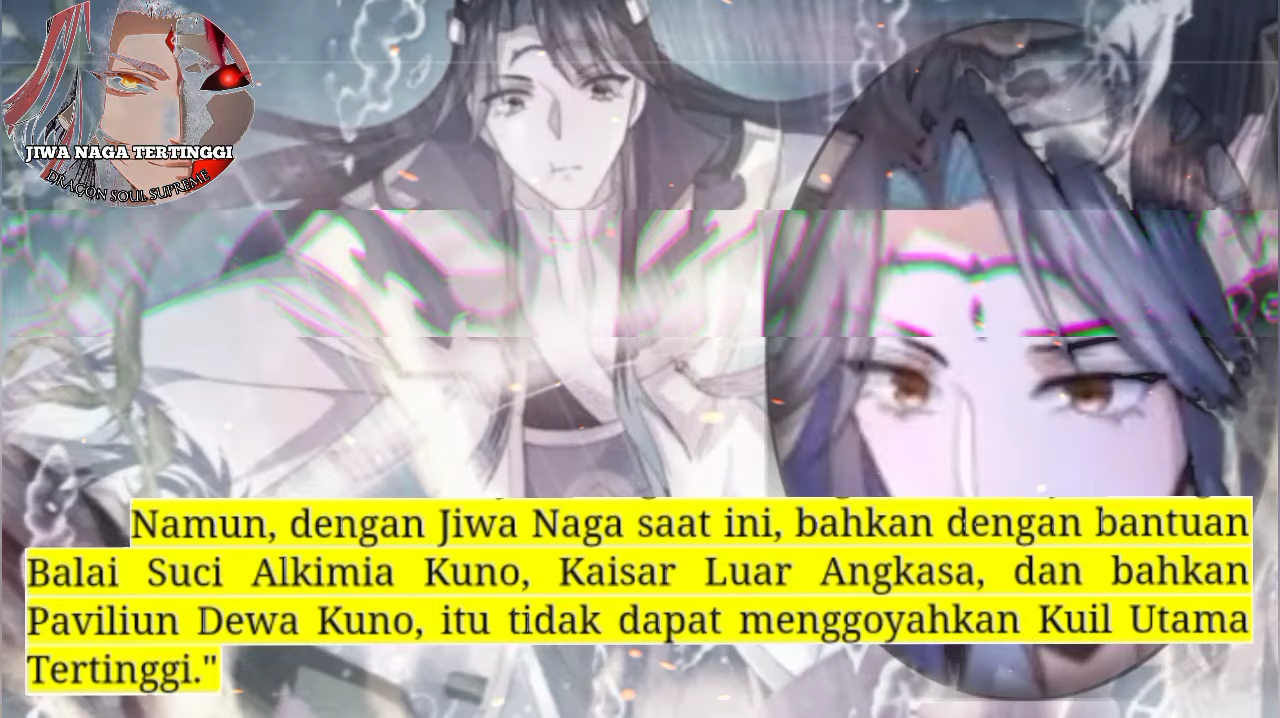 JIWA NAGA TERTINGGI
DRAGON SOUL SUPREME
Namun, dengan Jiwa Naga saat ini, bahkan dengan bantuan
Balai Suci Alkimia Kuno, Kaisar Luar Angkasa, dan bahkan
Paviliun Dewa Kuno, itu tidak dapat menggoyahkan Kuil Utama
Tertinggi."